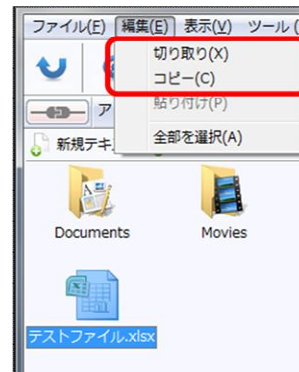 ファイル(F) 編集(E) 表示(V) ツール(
切り取り(X)
コピー(C)
貼り付け(P)
ア
全部を選択(A)
新規テキ
Documents Movies
テストファイル.xlsx